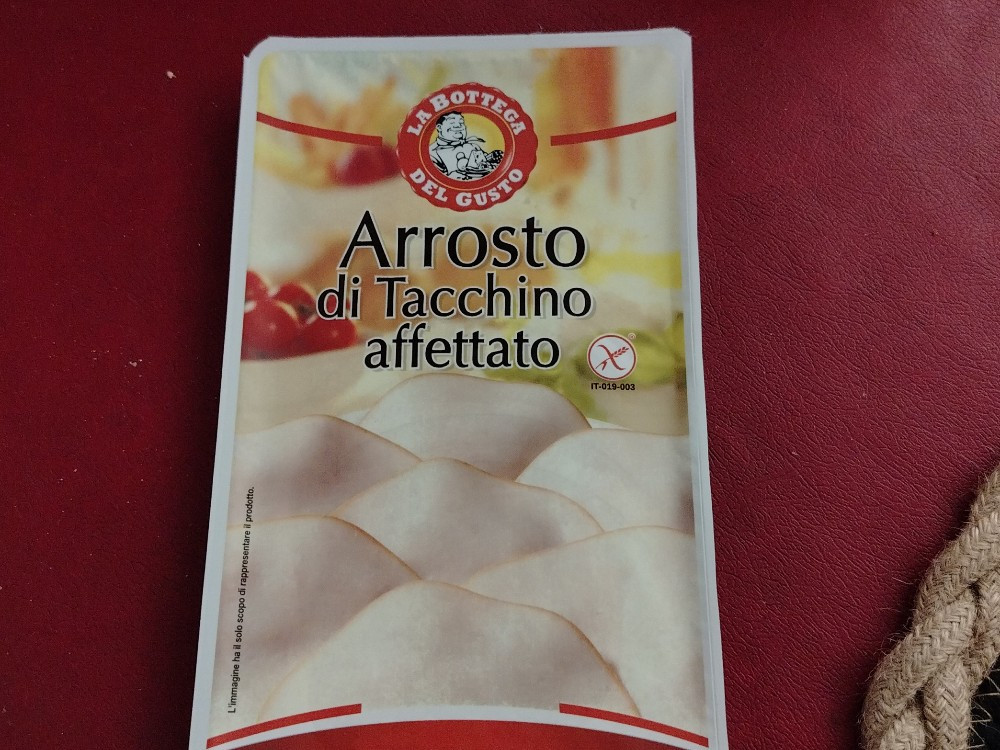 LA BOTTEGA
DEL GUSTO
Arrosto
di Tacchino
affettato
IT-019-003
L'immagine ha il solo scopo di rappresentare il prodotto.